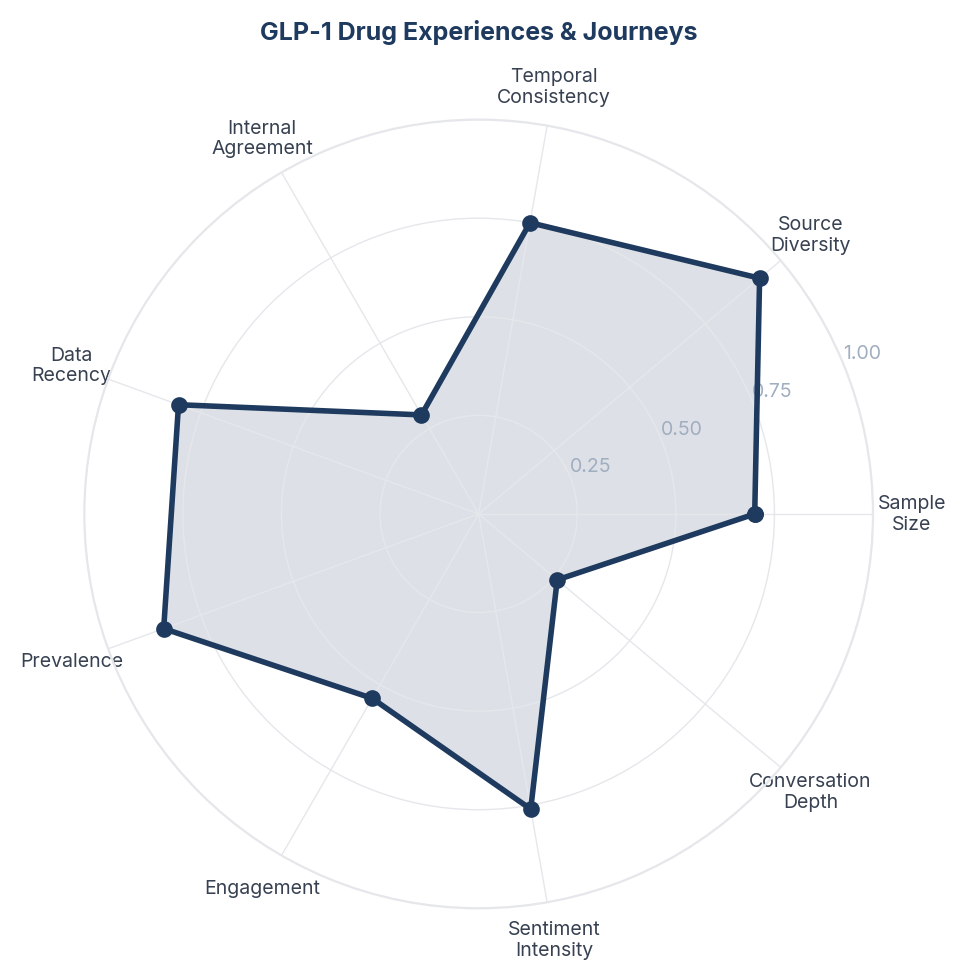 GLP-1 Drug Experiences & Journeys
Temporal
Consistency
Internal
Agreement
Source
Diversity
Data
Recency
1.00
0.75
0.50
0.25
Sample
Size
Prevalence
Conversation
Depth
Engagement
Sentiment
Intensity